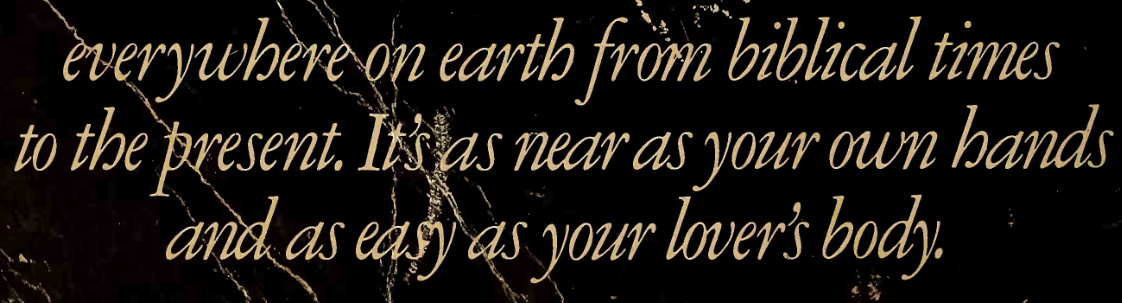 everywhere on earth from biblical times
to the present. It's as near as your own hands
and as easy as your lover's body.